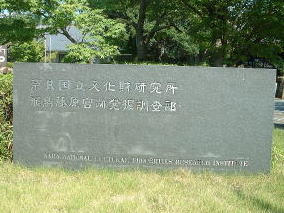 奈良国立文化財研究所
飛鳥藤原宮跡発掘調査部
NARA NATIONAL CULTURAL PROPERTIES RESEARCH INSTITUTE